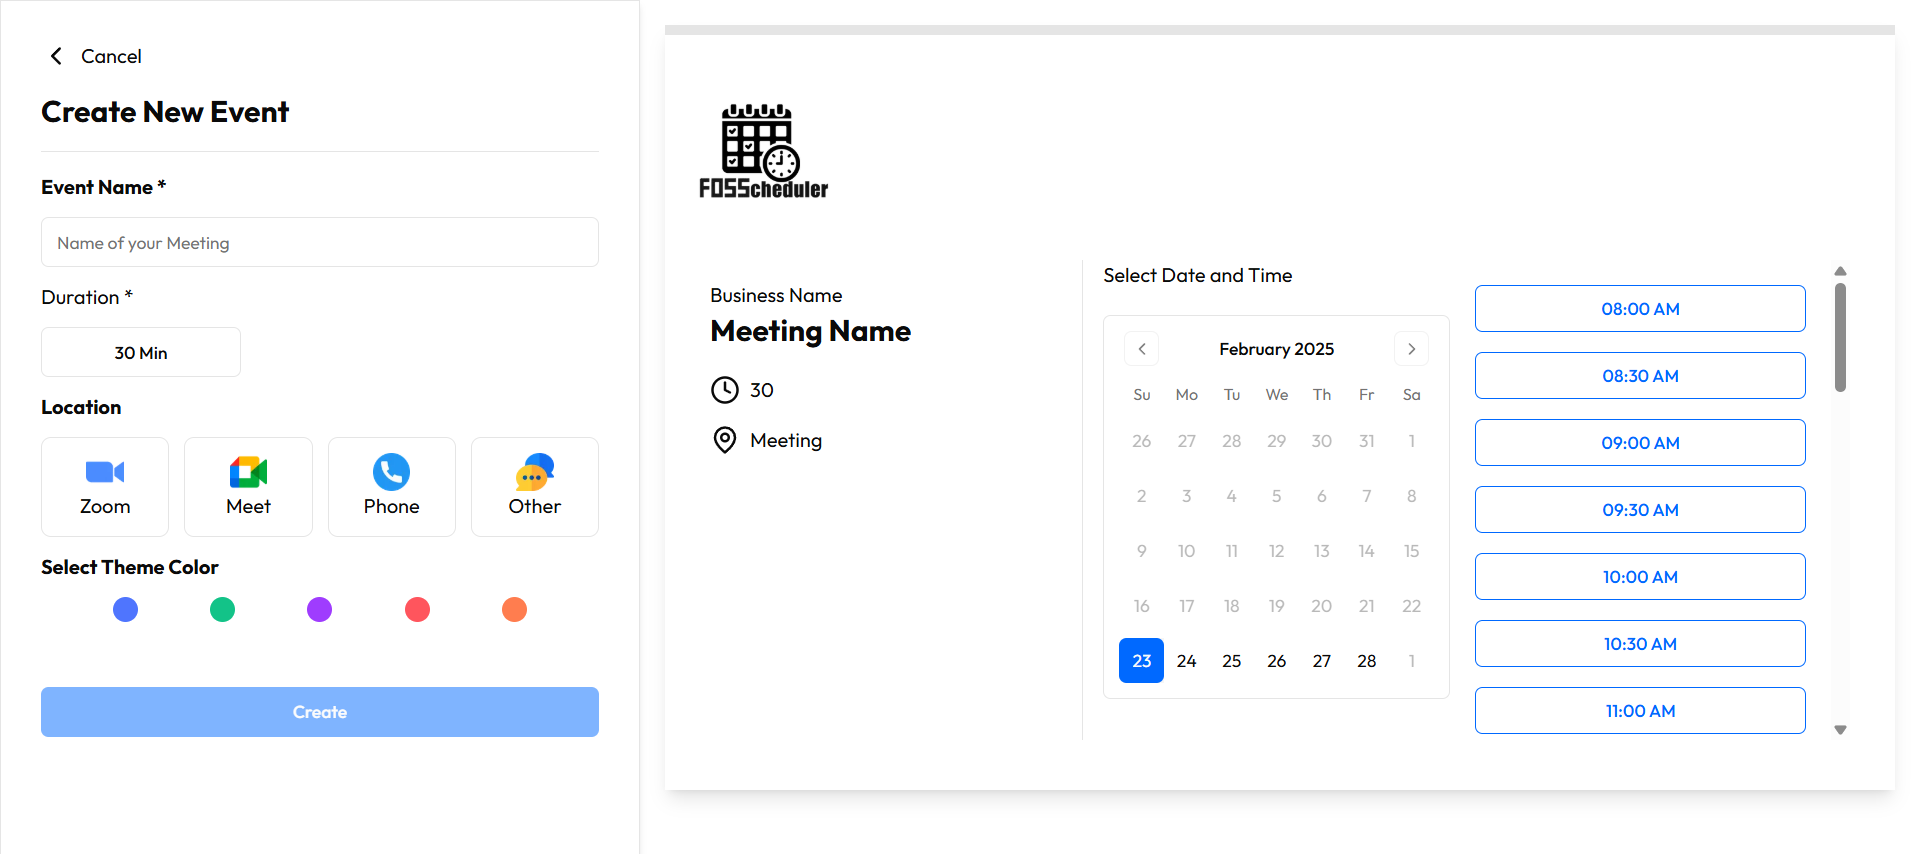 Cancel
Create New Event
Event Name *
Name of your Meeting
Duration *
30 Min
Location
Zoom Meet Phone Other
Select Theme Color
Create
FOSScheduler
Business Name
Meeting Name
30
Meeting
Select Date and Time
February 2025
Su Mo Tu We Th Fr Sa
26 27 28 29 30 31 1
2 3 4 5 6 7 8
9 10 11 12 13 14 15
16 17 18 19 20 21 22
23 24 25 26 27 28 1
08:00 AM
08:30 AM
09:00 AM
09:30 AM
10:00 AM
10:30 AM
11:00 AM